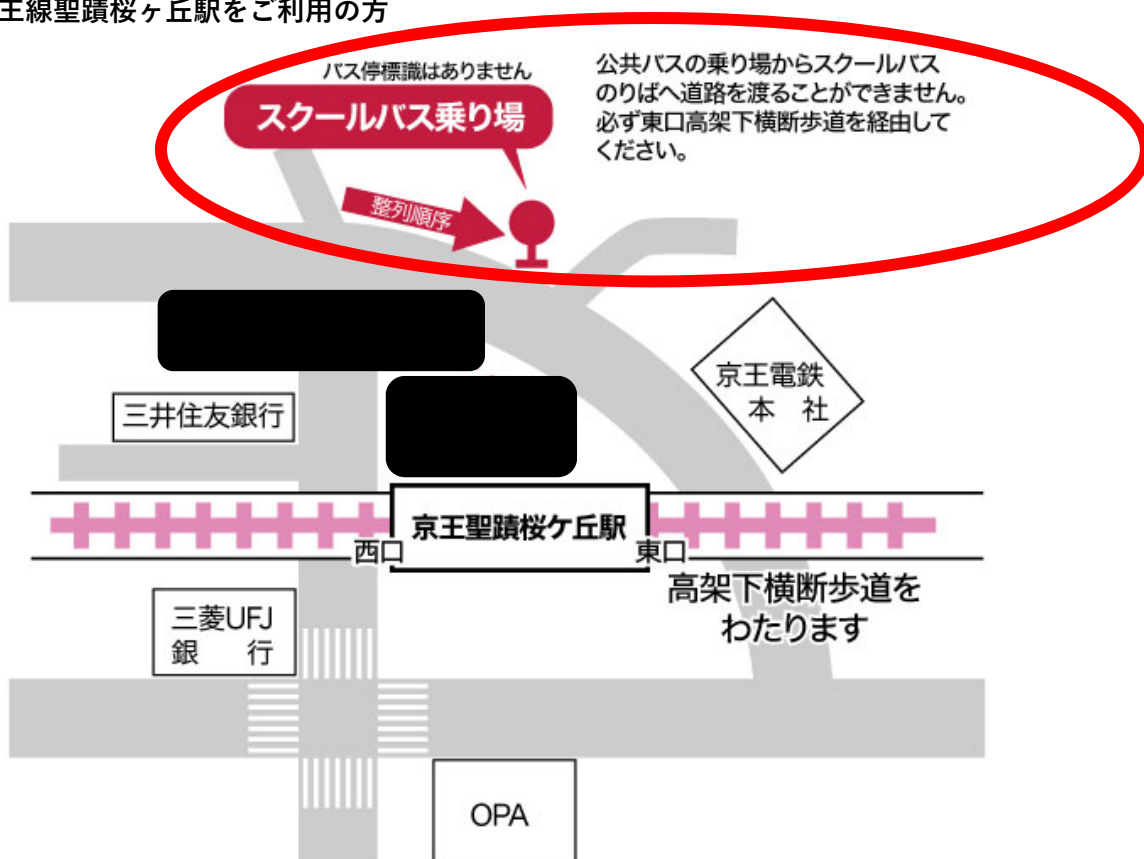 王線聖蹟桜ヶ丘駅をご利用の方
バス停標識はありません
スクールバス乗り場
公共バスの乗り場からスクールバス
のりばへ道路を渡ることができません。
必ず東口高架下横断歩道を経由して
ください。
整列順序
京王電鉄
本 社
三井住友銀行
京王聖蹟桜ケ丘駅
西口
東口
高架下横断歩道を
わたります
三菱UFJ
銀 行
OPA